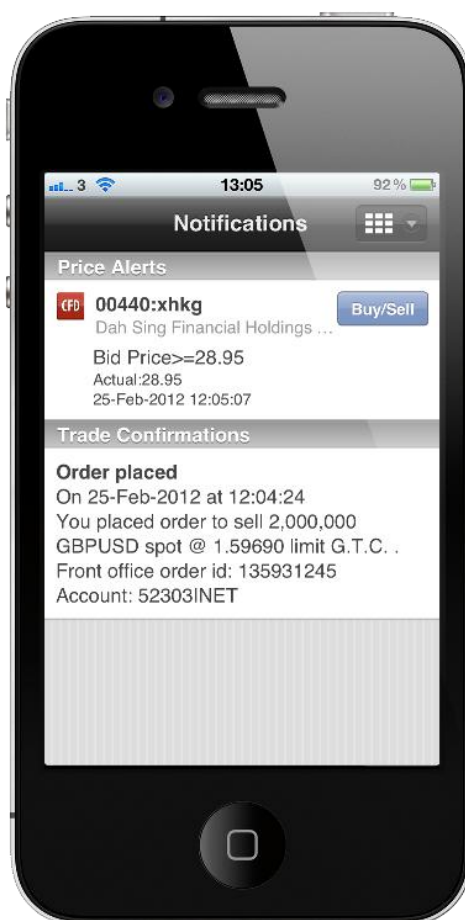 3 13:05 92%
Notifications
Price Alerts
CFD 00440:xhkg Buy/Sell
Dah Sing Financial Holdings ...
Bid Price>=28.95
Actual:28.95
25-Feb-2012 12:05:07
Trade Confirmations
Order placed
On 25-Feb-2012 at 12:04:24
You placed order to sell 2,000,000
GBPUSD spot @ 1.59690 limit G.T.C. .
Front office order id: 135931245
Account: 52303INET